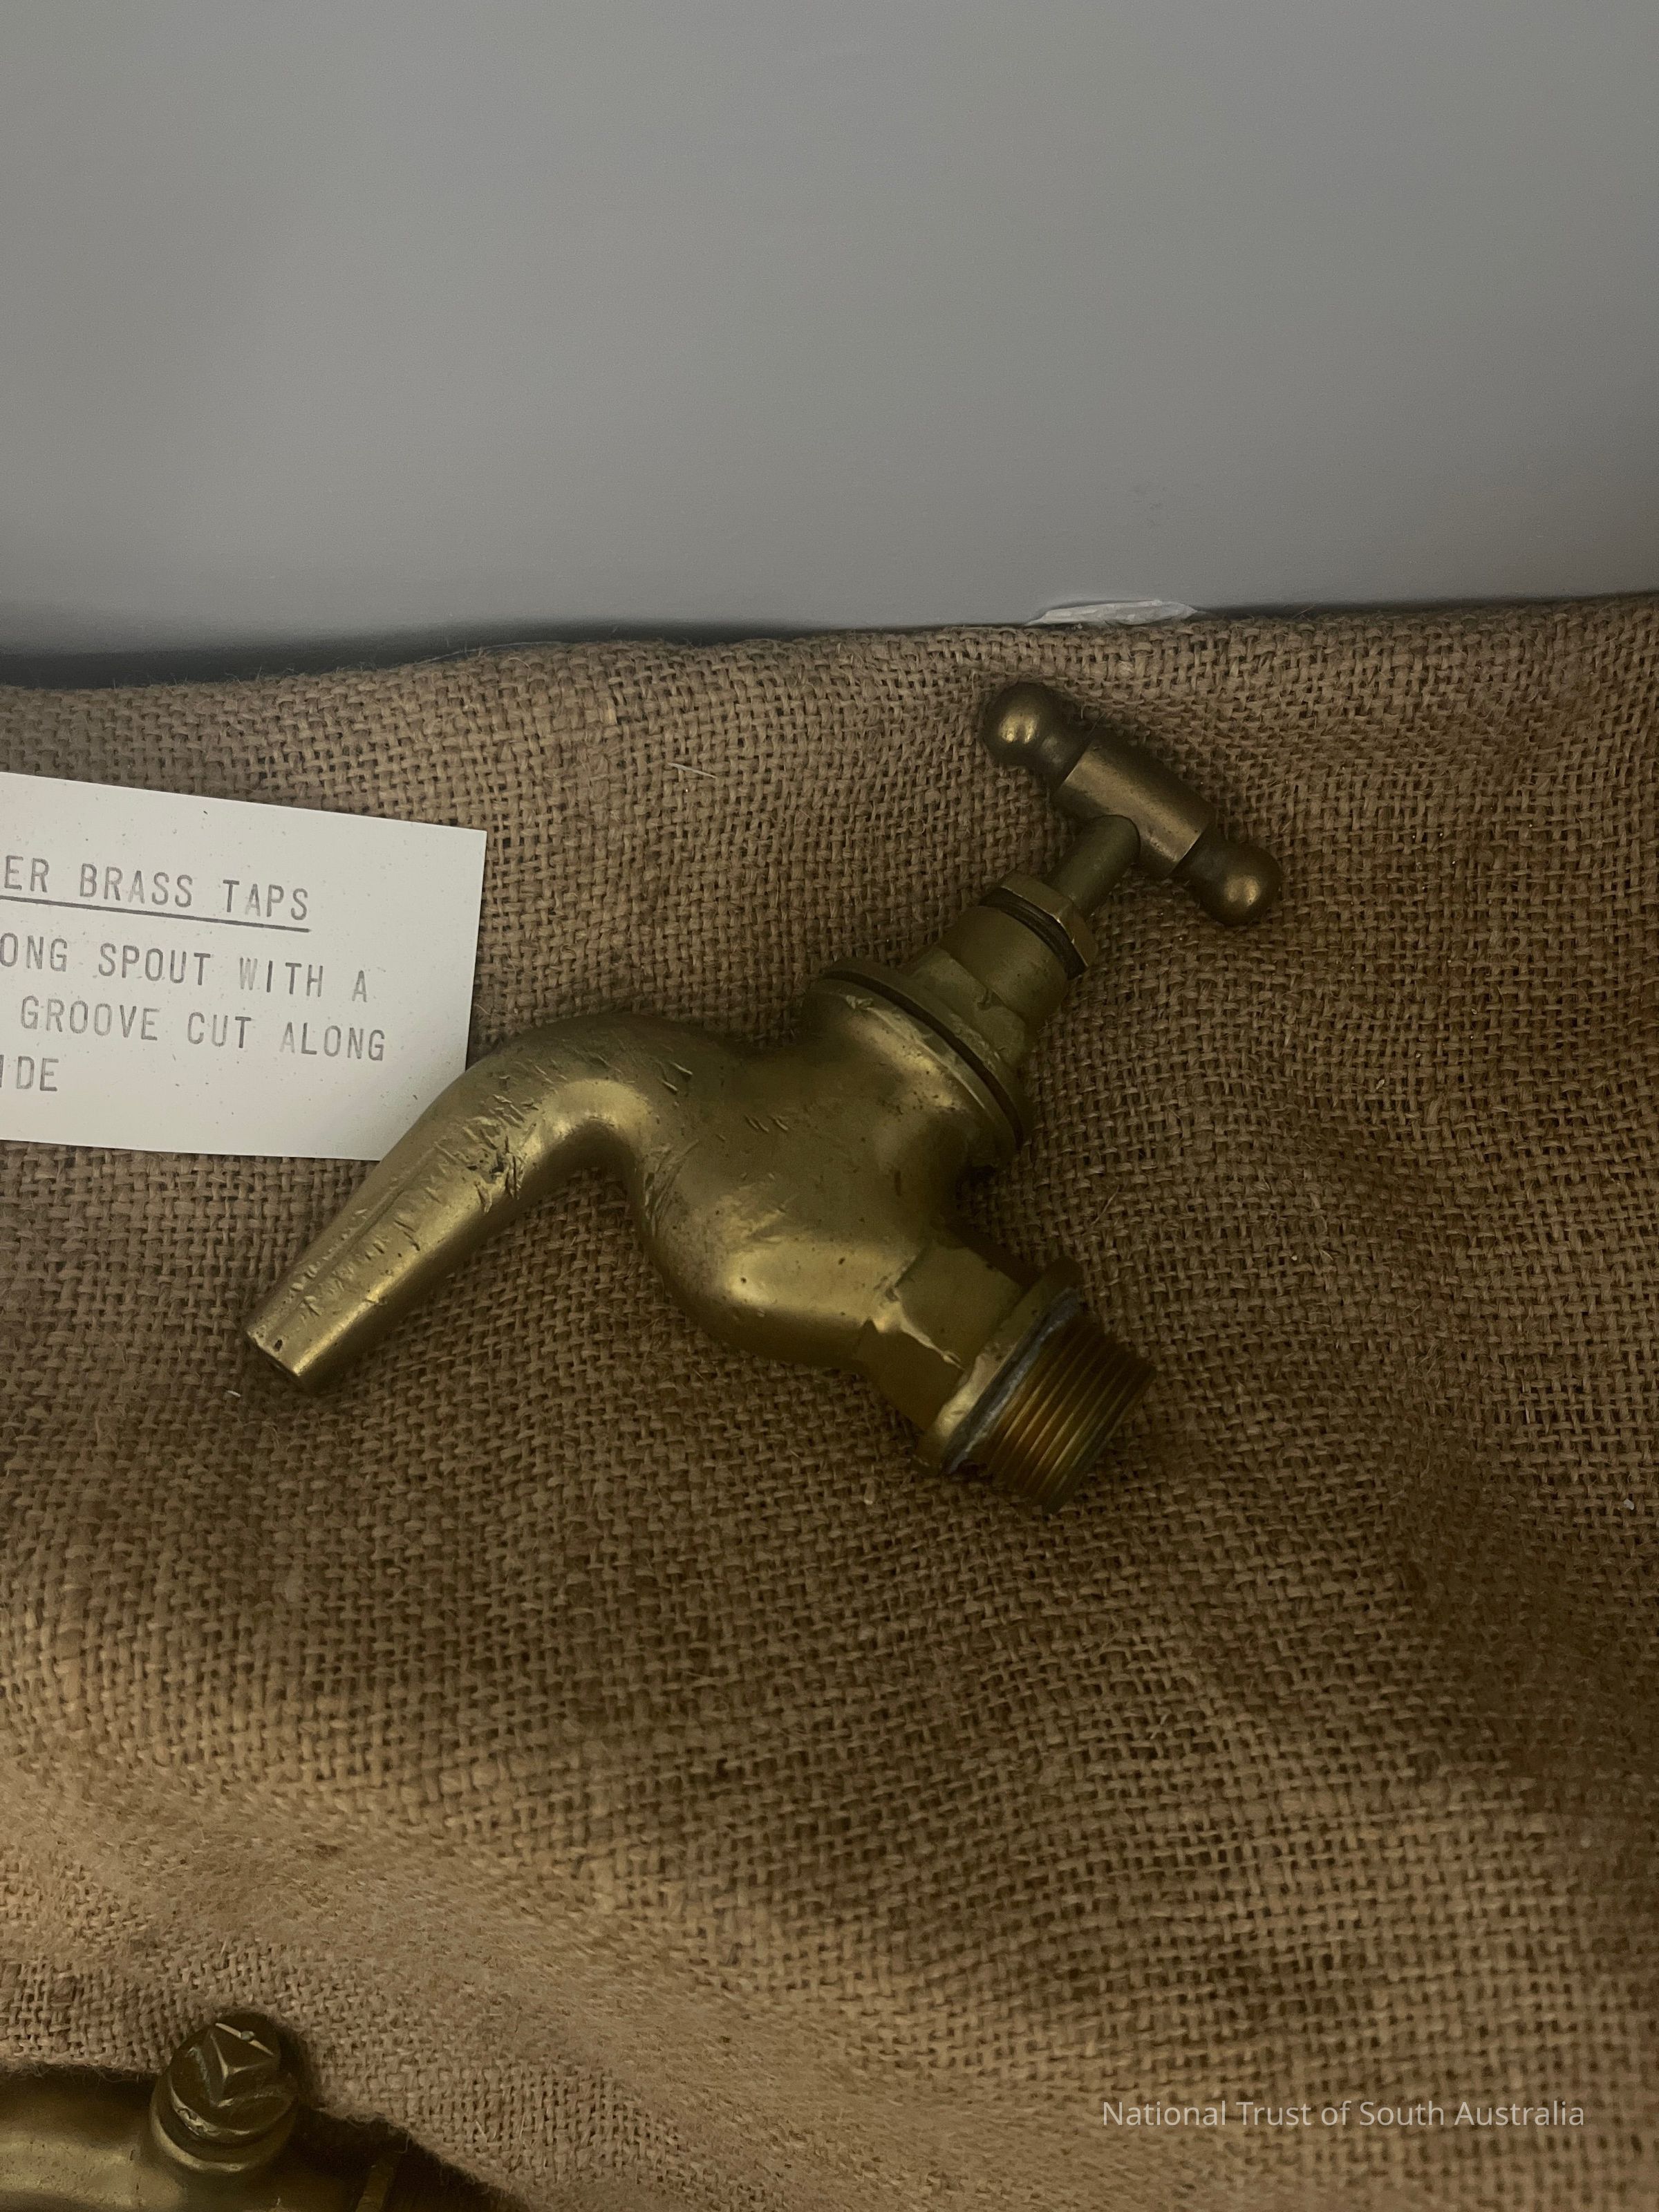 ER BRASS TAPS
ONG SPOUT WITH A
GROOVE CUT ALONG
IDE
National Trust of South Australia